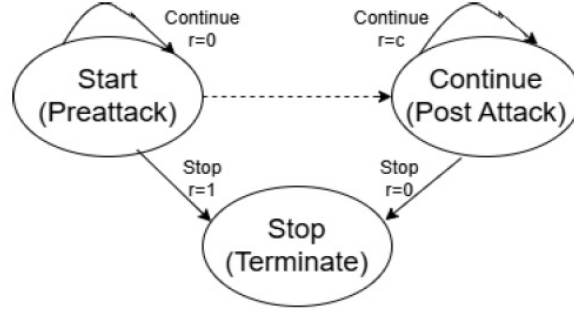 Continue
r=0
Start
(Preattack)
Continue
r=c
Continue
(Post Attack)
Stop
r=1
Stop
r=0
Stop
(Terminate)